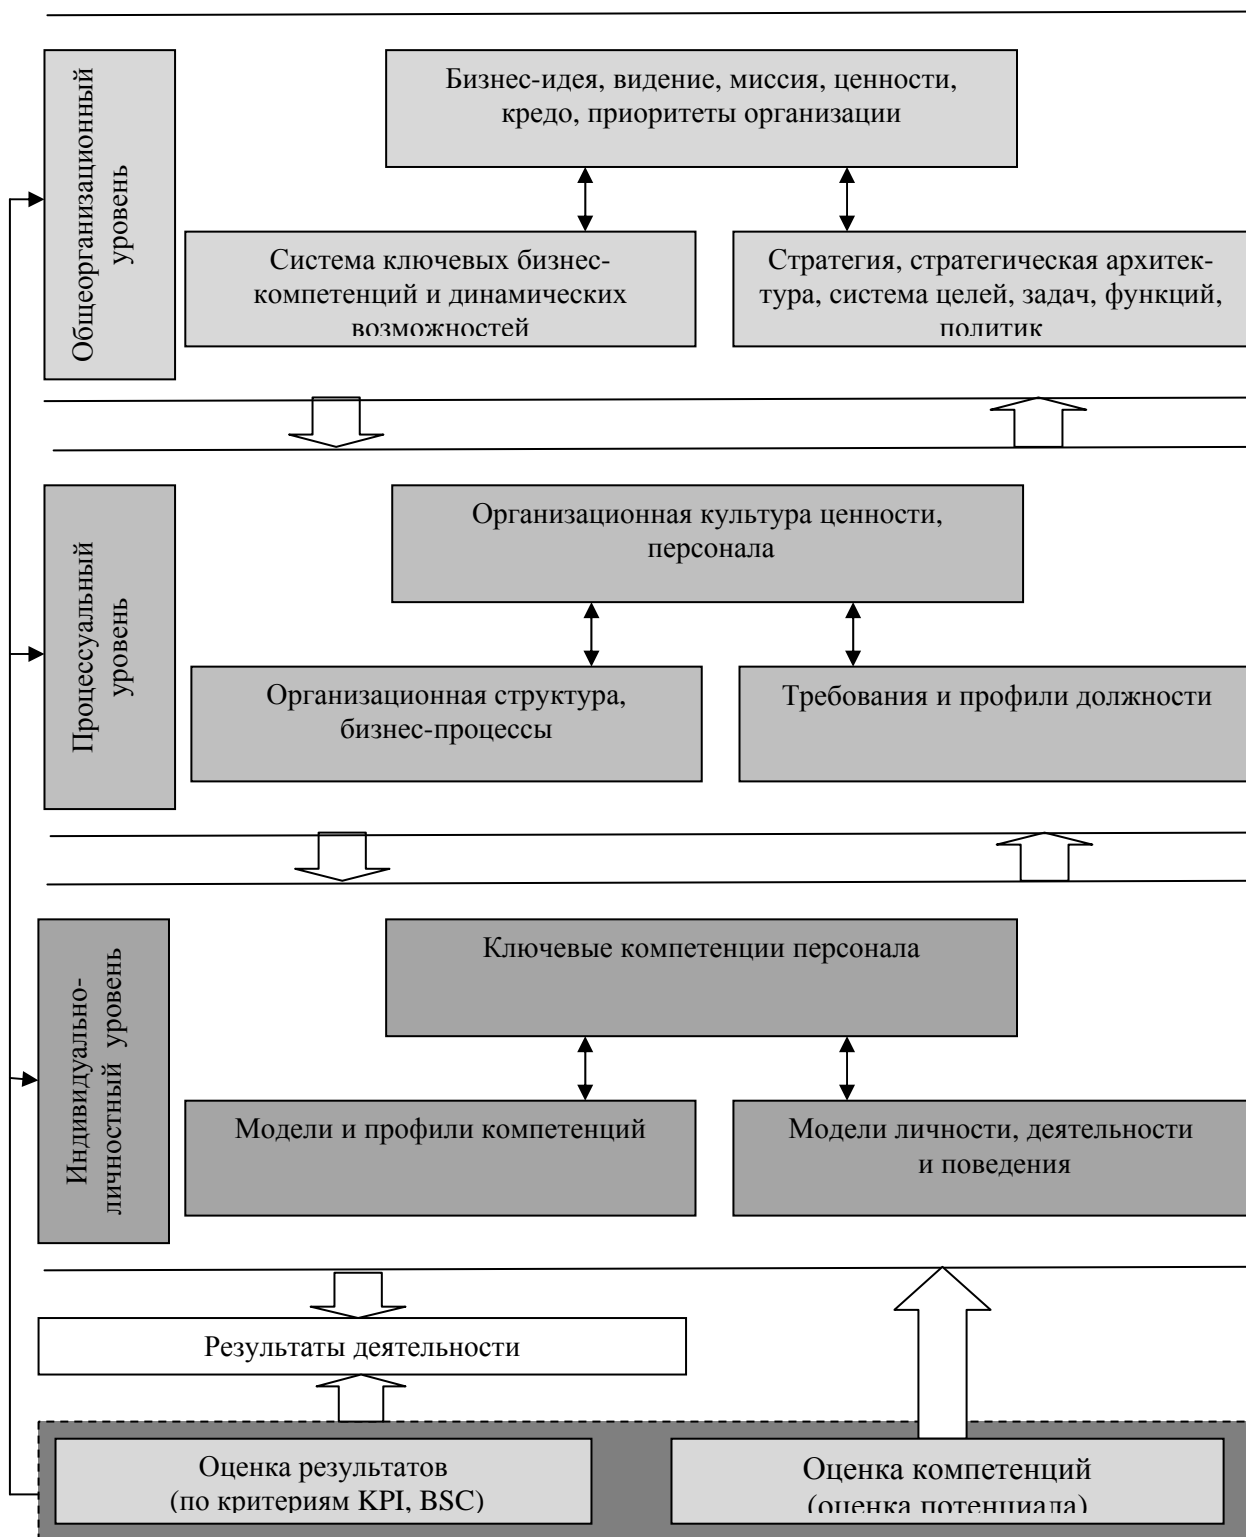 Общеорганизационный
уровень
Бизнес-идея, видение, миссия, ценности,
кредо, приоритеты организации
Система ключевых бизнес-
компетенций и динамических
возможностей
Стратегия, стратегическая архитек-
тура, система целей, задач, функций,
политик
Процессуальный
уровень
Организационная культура ценности,
персонала
Организационная структура,
бизнес-процессы
Требования и профили должности
Индивидуально-
личностный уровень
Ключевые компетенции персонала
Модели и профили компетенций
Модели личности, деятельности
и поведения
Результаты деятельности
Оценка результатов
(по критериям KPI, BSC)
Оценка компетенций
(оценка потенциала)